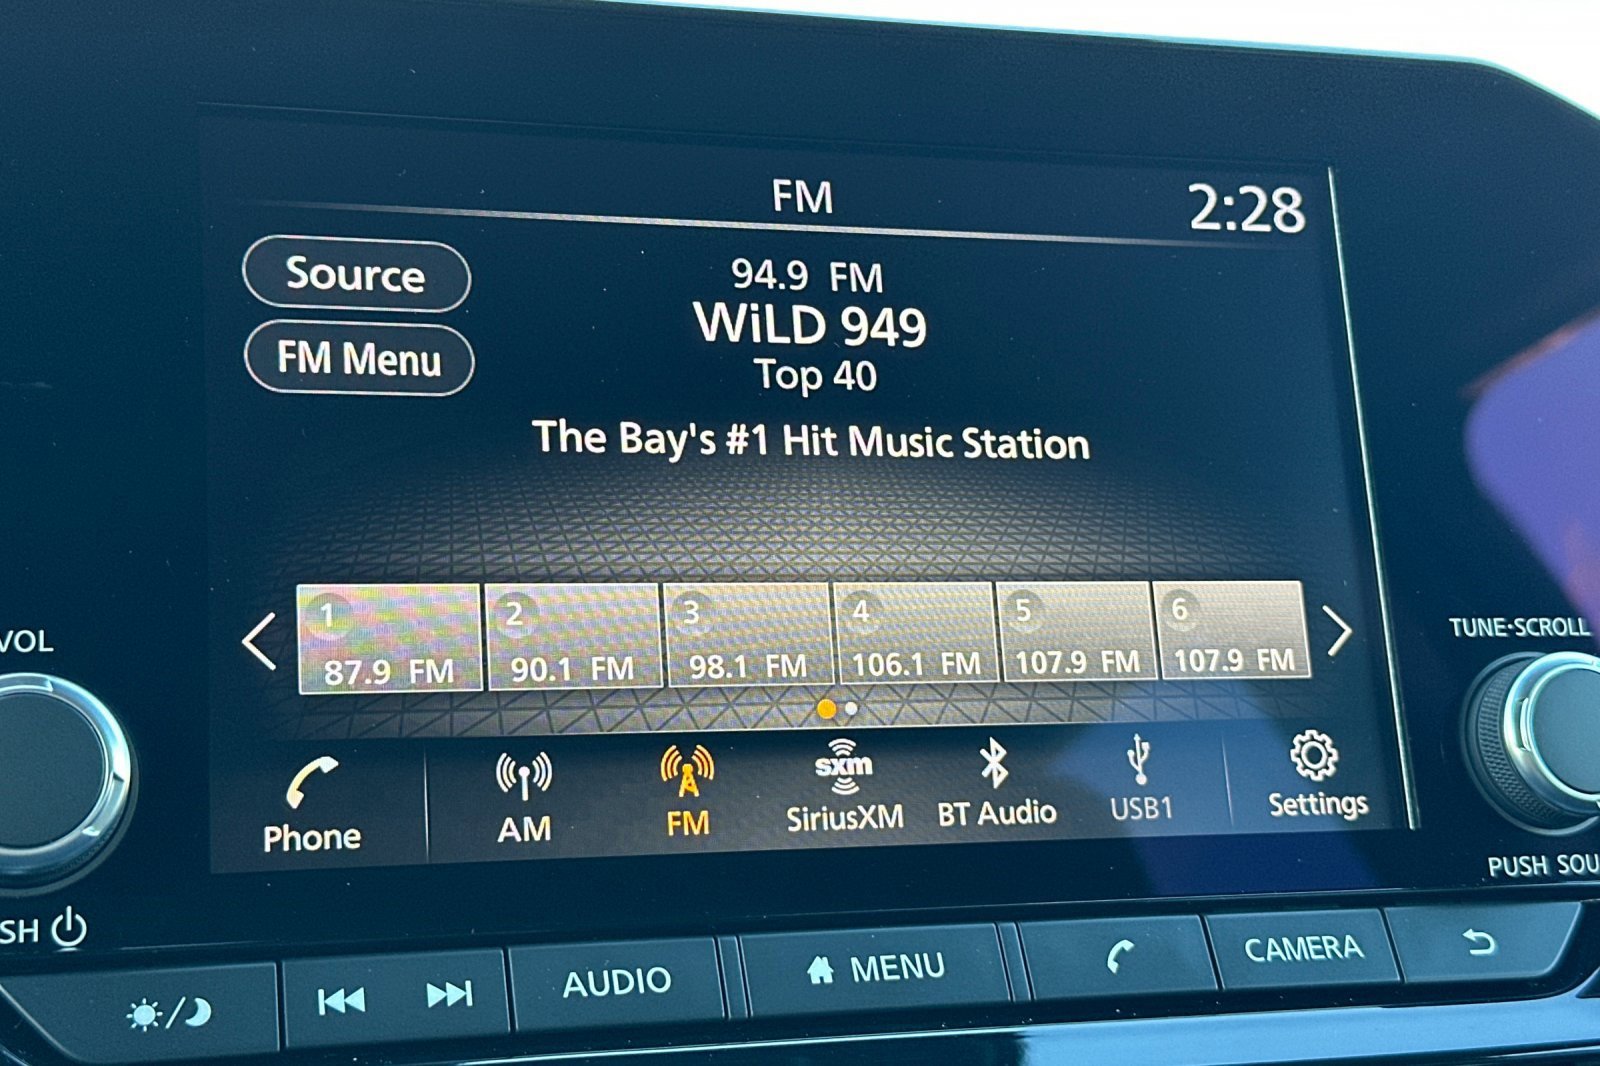 FM
2:28
Source
FM Menu
94.9 FM
WiLD 949
Top 40
The Bay's #1 Hit Music Station
1
87.9 FM
2
90.1 FM
3
98.1 FM
4
106.1 FM
5
107.9 FM
6
107.9 FM
VOL
TUNE·SCROLL
Phone
AM
FM
sxm
SiriusXM
BT Audio
USB1
Settings
PUSH SOU
SH
AUDIO
MENU
CAMERA